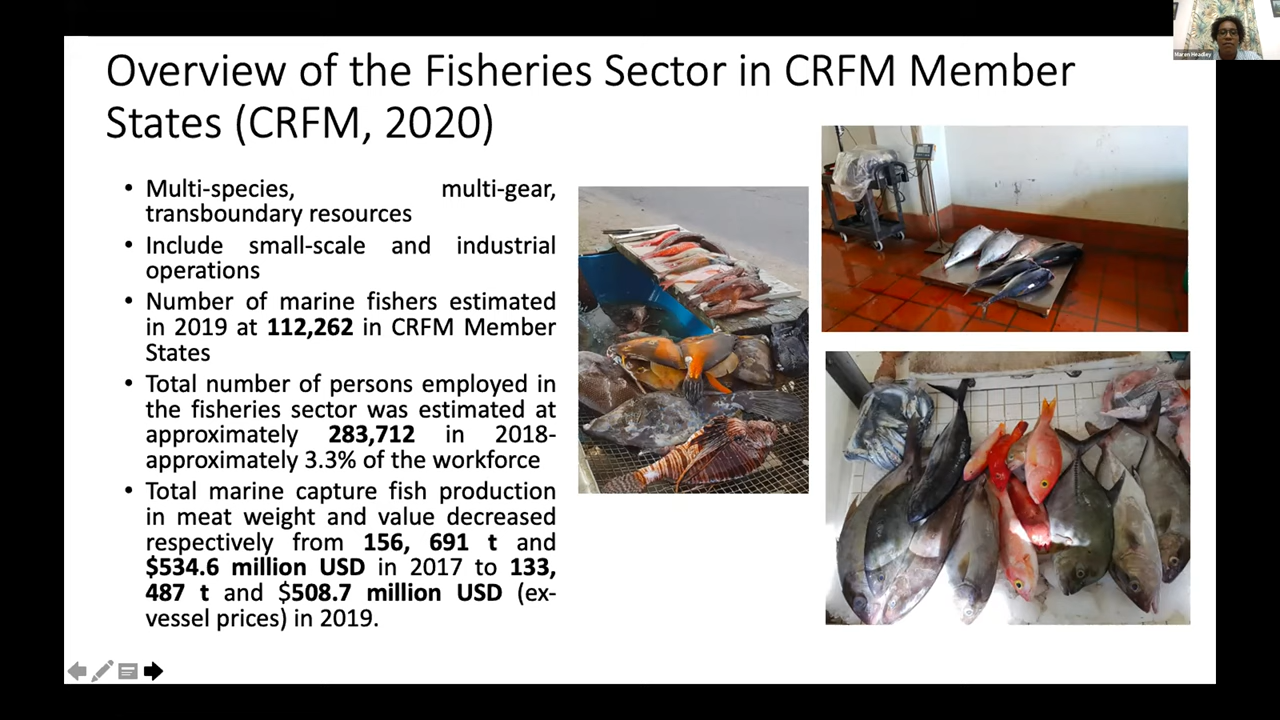 Overview of the Fisheries Sector in CRFM Member
States (CRFM, 2020)
• Multi-species, multi-gear,
transboundary resources
• Include small-scale and industrial
operations
• Number of marine fishers estimated
in 2019 at 112,262 in CRFM Member
States
• Total number of persons employed in
the fisheries sector was estimated at
approximately 283,712 in 2018-
approximately 3.3% of the workforce
• Total marine capture fish production
in meat weight and value decreased
respectively from 156, 691 t and
$534.6 million USD in 2017 to 133,
487 t and $508.7 million USD (ex-
vessel prices) in 2019.
Maren Headley